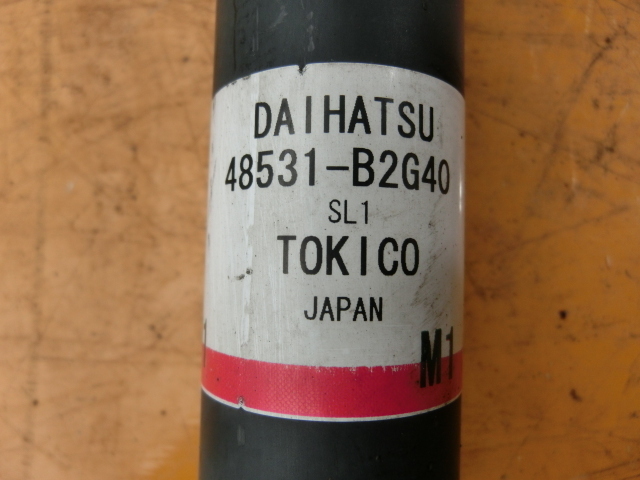 DAIHATSU
48531-B2G40
SL1
TOKICO
JAPAN
M1